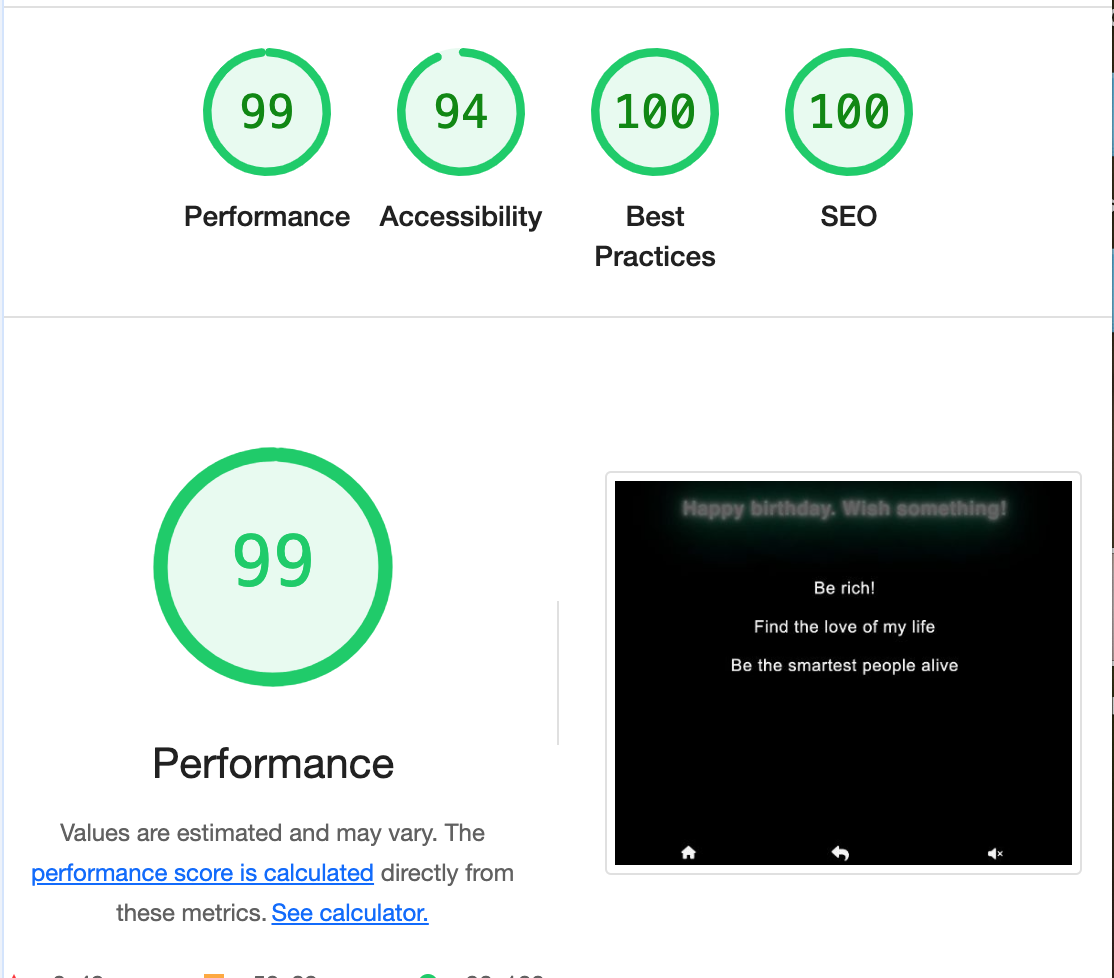 99
94
100
100
Performance
Accessibility
Best
Practices
SEO
99
Performance
Values are estimated and may vary. The
performance score is calculated directly from
these metrics. See calculator.
Happy birthday. Wish something!
Be rich!
Find the love of my life
Be the smartest people alive